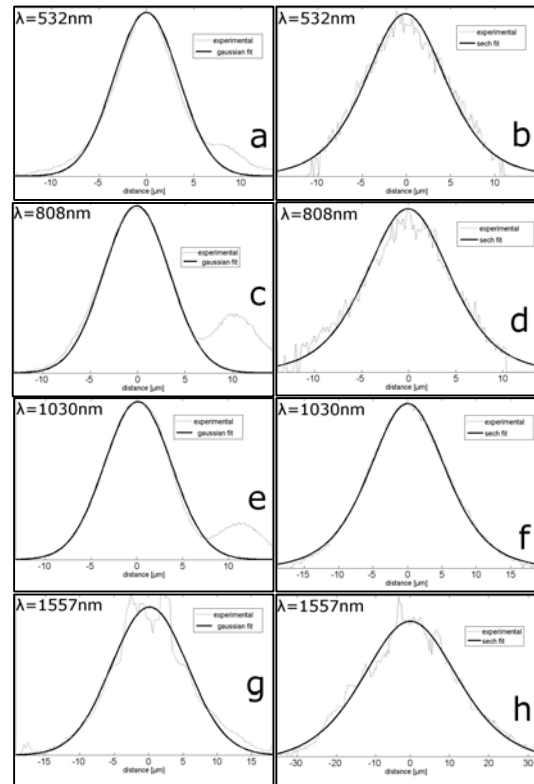 λ=532nm
experimental
gaussian fit
a
-10 -5 0 5 10
distance [μm]
λ=532nm
experimental
sech fit
b
-10 -5 0 5 10
distance [μm]
λ=808nm
experimental
gaussian fit
c
-10 -5 0 5 10
distance [μm]
λ=808nm
experimental
sech fit
d
-10 -5 0 5 10
distance [μm]
λ=1030nm
experimental
gaussian fit
e
-10 -5 0 5 10
distance [μm]
λ=1030nm
experimental
sech fit
f
-15 -10 -5 0 5 10 15
distance [μm]
λ=1557nm
experimental
gaussian fit
g
-15 -10 -5 0 5 10 15
distance [μm]
λ=1557nm
experimental
sech fit
h
-30 -20 -10 0 10 20 30
distance [μm]